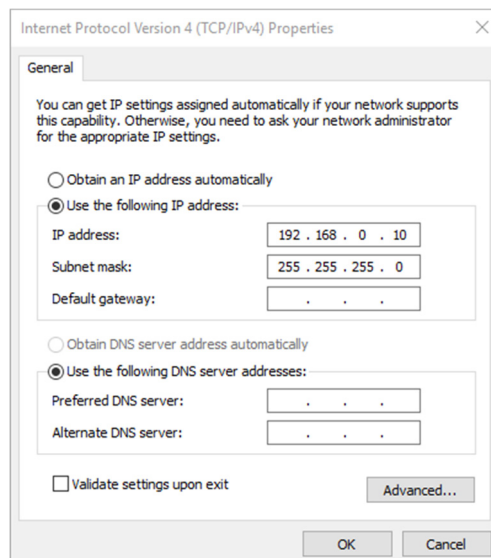 Internet Protocol Version 4 (TCP/IPv4) Properties
General
You can get IP settings assigned automatically if your network supports
this capability. Otherwise, you need to ask your network administrator
for the appropriate IP settings.
Obtain an IP address automatically
Use the following IP address:
IP address: 192 . 168 . 0 . 10
Subnet mask: 255 . 255 . 255 . 0
Default gateway: . . .
Obtain DNS server address automatically
Use the following DNS server addresses:
Preferred DNS server: . . .
Alternate DNS server: . . .
Validate settings upon exit
Advanced...
OK Cancel